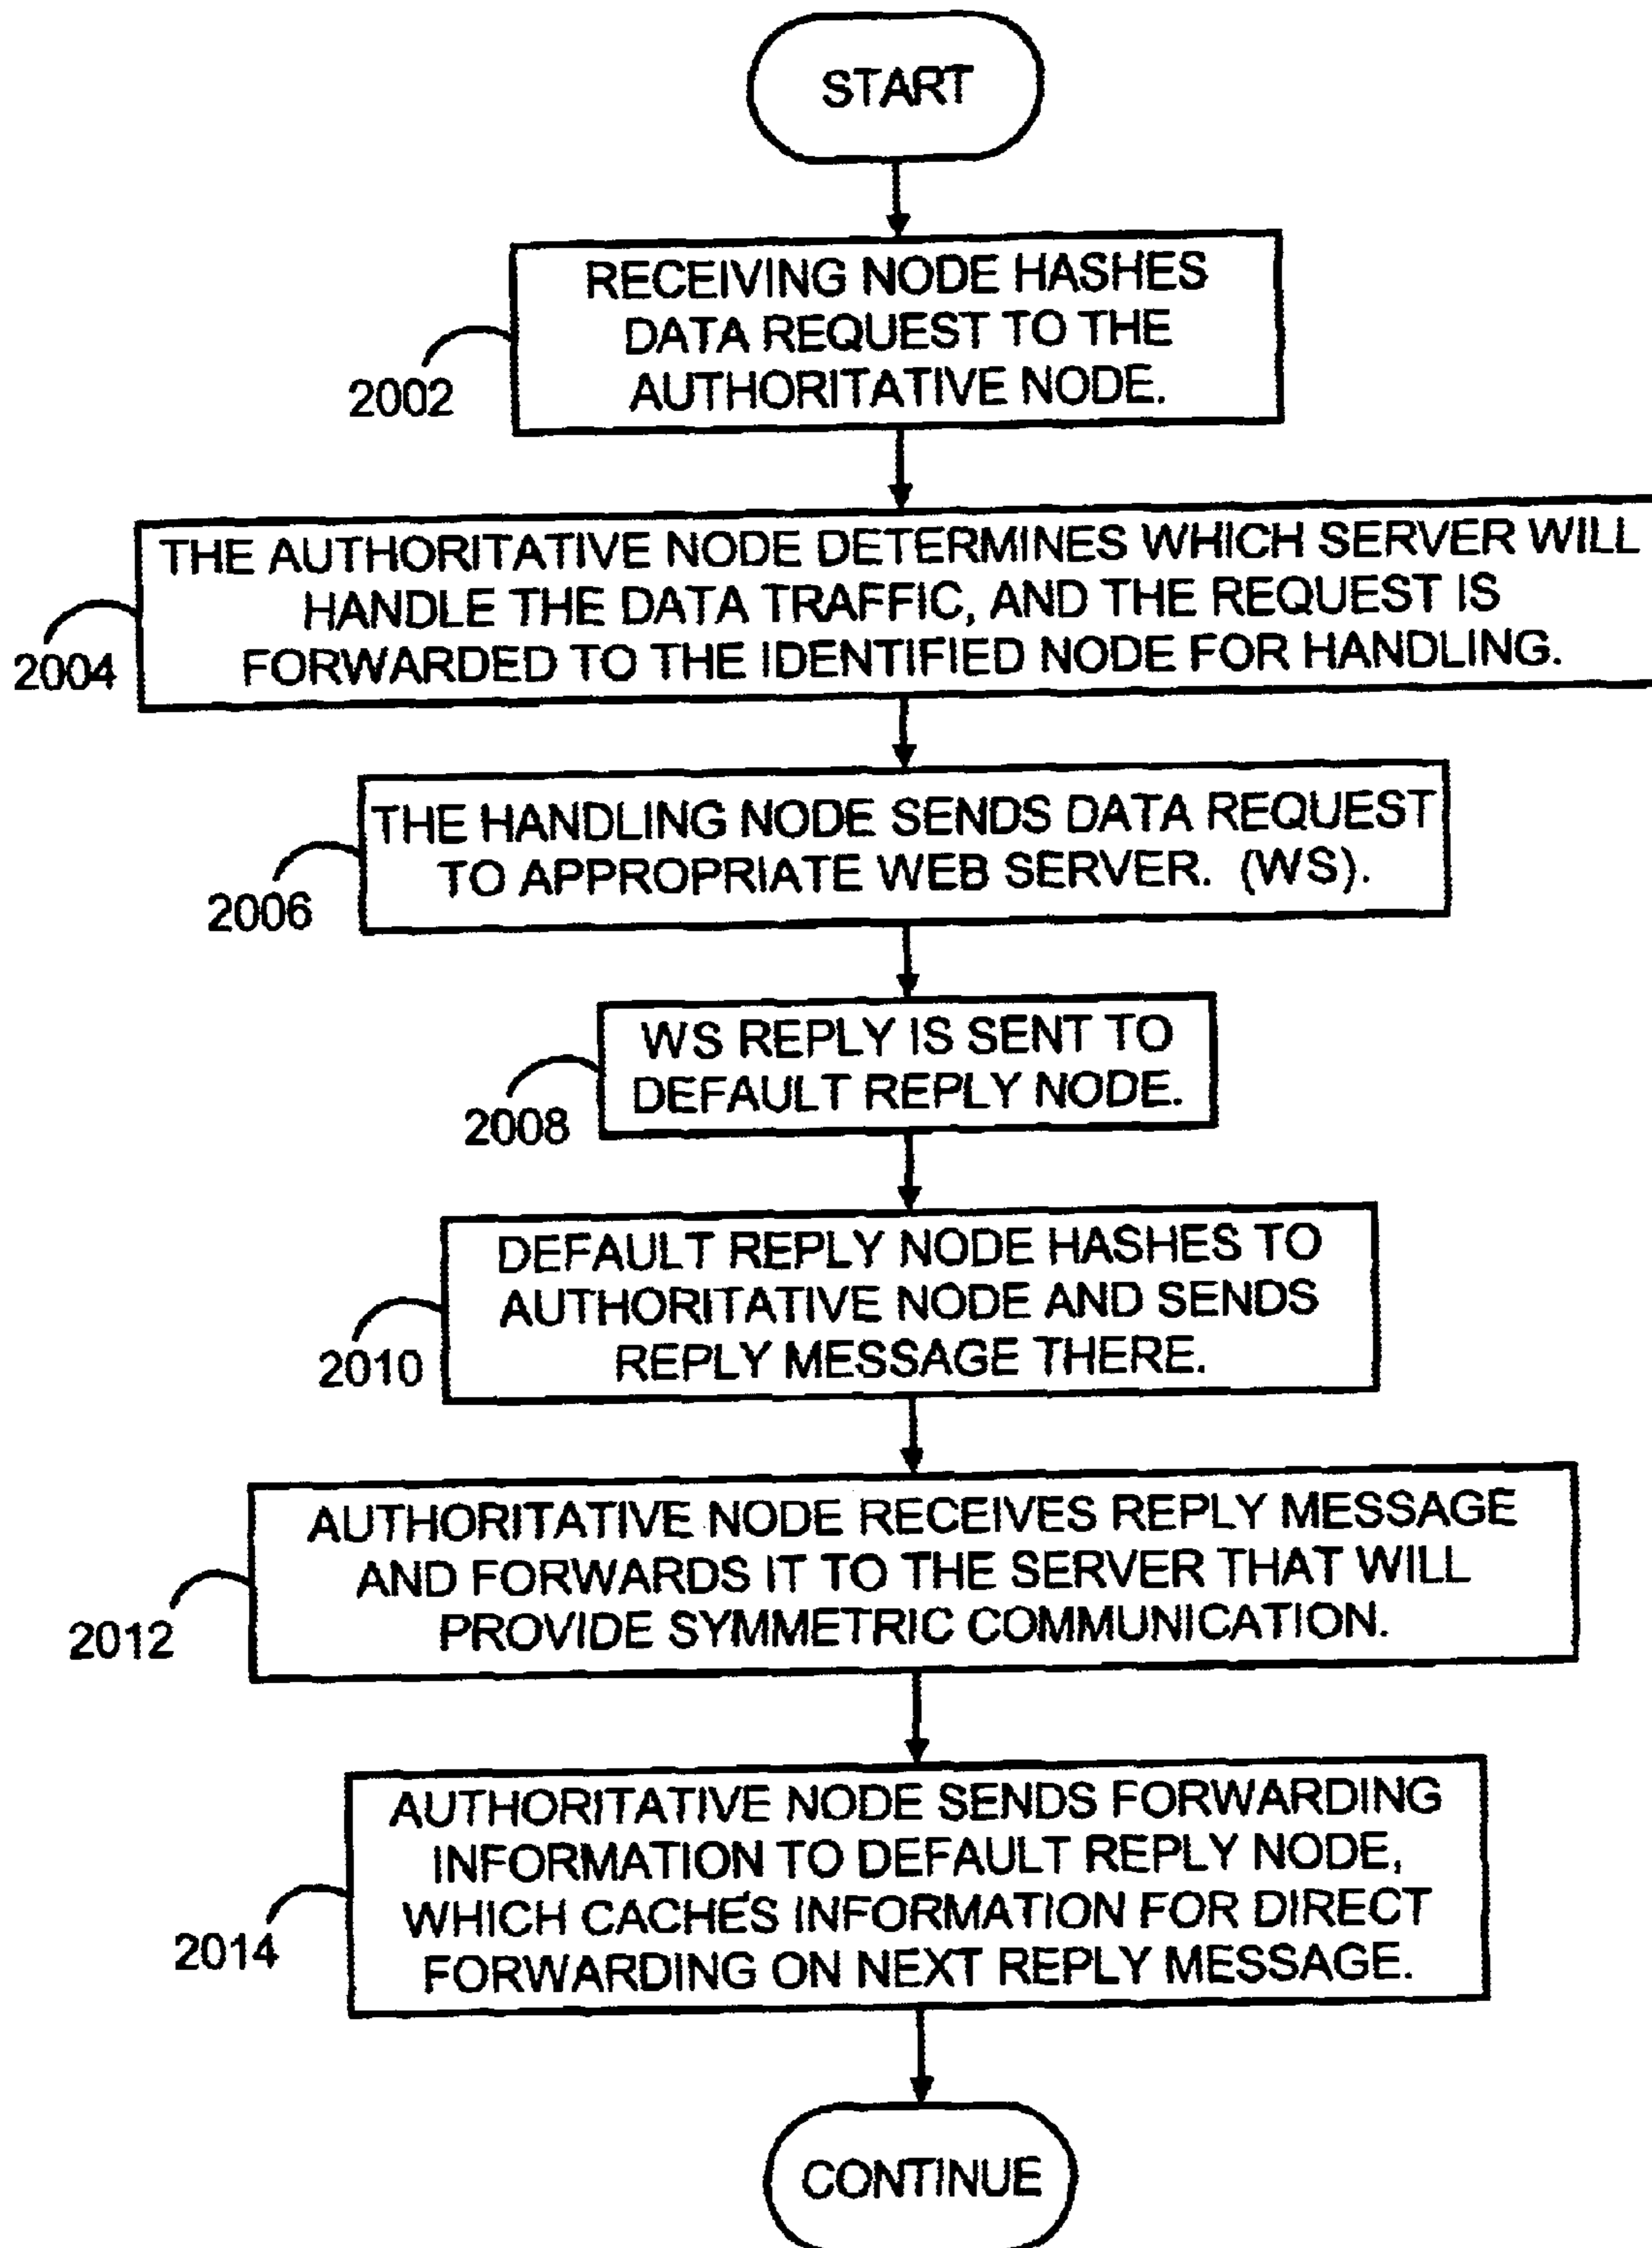 START
RECEIVING NODE HASHES
DATA REQUEST TO THE
AUTHORITATIVE NODE.
2002
THE AUTHORITATIVE NODE DETERMINES WHICH SERVER WILL
HANDLE THE DATA TRAFFIC, AND THE REQUEST IS
FORWARDED TO THE IDENTIFIED NODE FOR HANDLING.
2004
THE HANDLING NODE SENDS DATA REQUEST
TO APPROPRIATE WEB SERVER. (WS).
2006
WS REPLY IS SENT TO
DEFAULT REPLY NODE.
2008
DEFAULT REPLY NODE HASHES TO
AUTHORITATIVE NODE AND SENDS
REPLY MESSAGE THERE.
2010
AUTHORITATIVE NODE RECEIVES REPLY MESSAGE
AND FORWARDS IT TO THE SERVER THAT WILL
PROVIDE SYMMETRIC COMMUNICATION.
2012
AUTHORITATIVE NODE SENDS FORWARDING
INFORMATION TO DEFAULT REPLY NODE,
WHICH CACHES INFORMATION FOR DIRECT
FORWARDING ON NEXT REPLY MESSAGE.
2014
CONTINUE